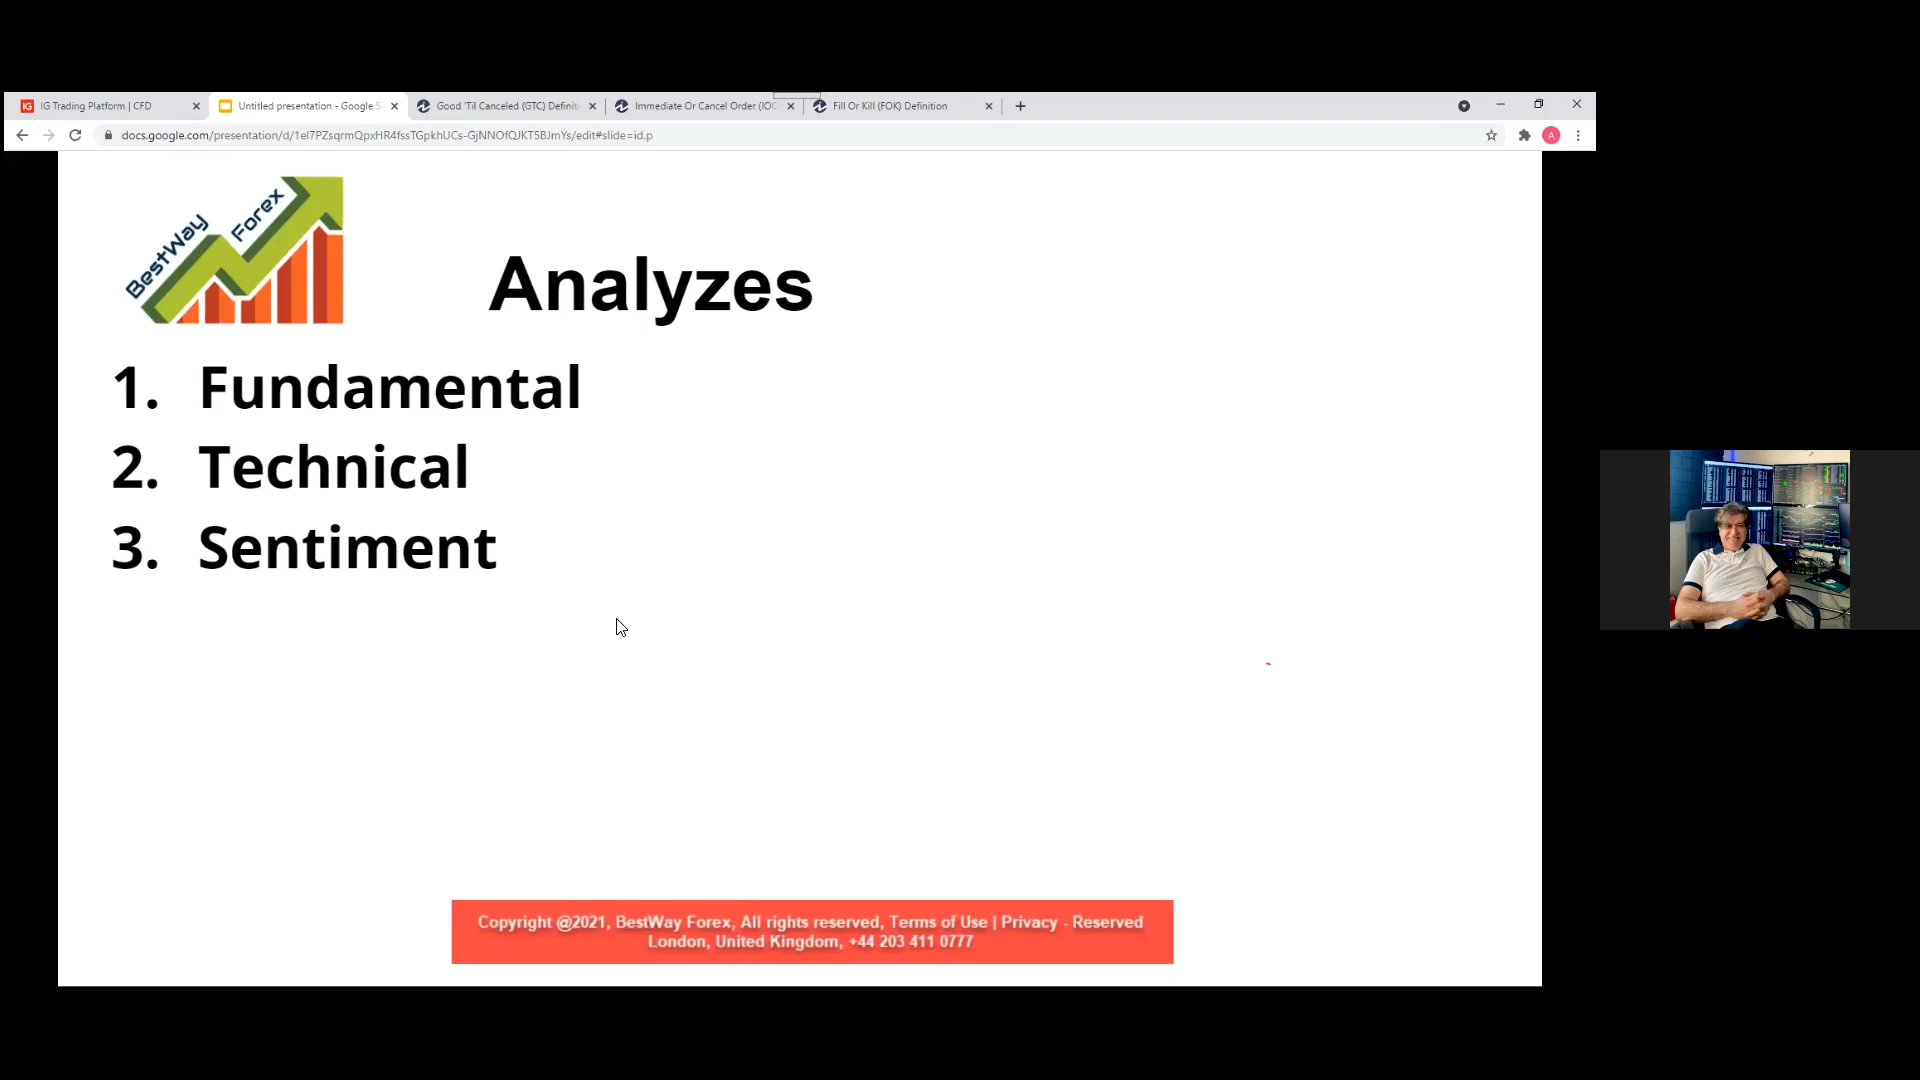 IG Trading Platform | CFD
Untitled presentation - Google S
Good 'Til Canceled (GTC) Definiti
Immediate Or Cancel Order (IOC
Fill Or Kill (FOK) Definition
docs.google.com/presentation/d/1el7PZsqrmQpxHR4fssTGpkhUCs-GjNNOfQJKT5BJmYs/edit#slide=id.p
A
BestWay Forex
Analyzes
1. Fundamental
2. Technical
3. Sentiment
Copyright @2021, BestWay Forex, All rights reserved, Terms of Use | Privacy - Reserved
London, United Kingdom, +44 203 411 0777